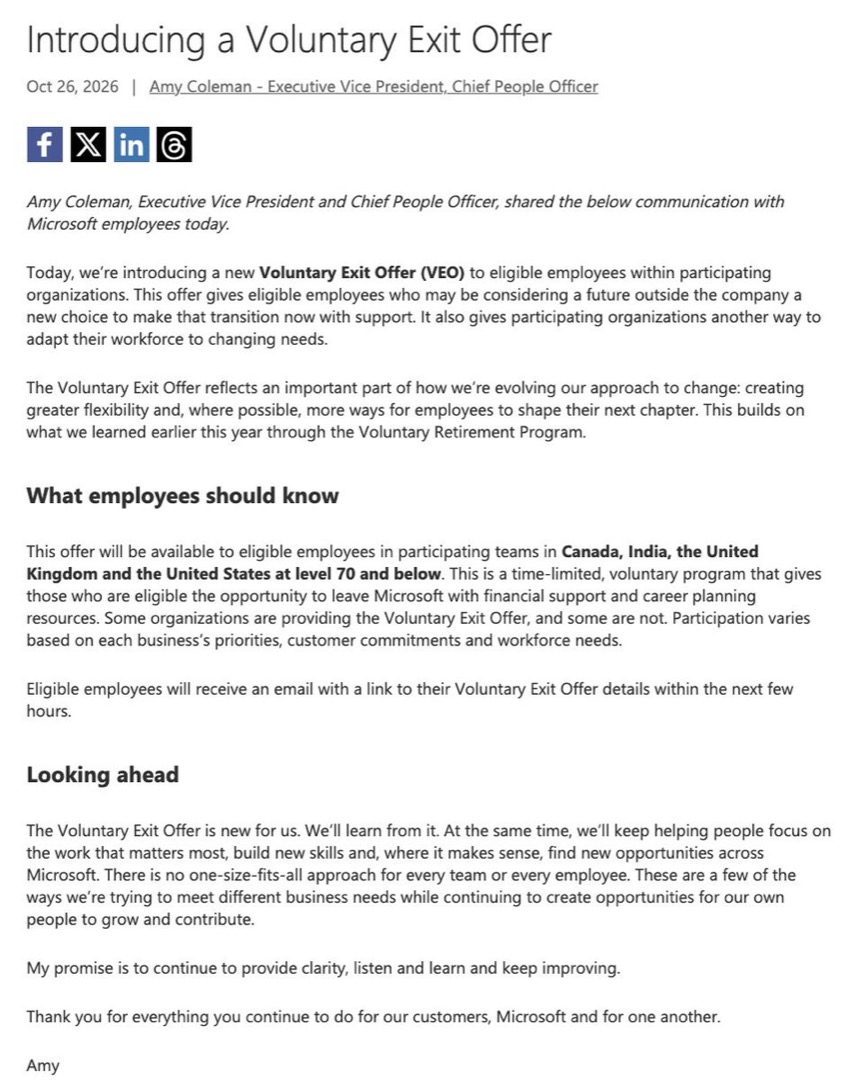 Introducing a Voluntary Exit Offer
Oct 26, 2026 | Amy Coleman - Executive Vice President, Chief People Officer
f X in @
Amy Coleman, Executive Vice President and Chief People Officer, shared the below communication with
Microsoft employees today.
Today, we’re introducing a new Voluntary Exit Offer (VEO) to eligible employees within participating
organizations. This offer gives eligible employees who may be considering a future outside the company a
new choice to make that transition now with support. It also gives participating organizations another way to
adapt their workforce to changing needs.
The Voluntary Exit Offer reflects an important part of how we’re evolving our approach to change: creating
greater flexibility and, where possible, more ways for employees to shape their next chapter. This builds on
what we learned earlier this year through the Voluntary Retirement Program.
What employees should know
This offer will be available to eligible employees in participating teams in Canada, India, the United
Kingdom and the United States at level 70 and below. This is a time-limited, voluntary program that gives
those who are eligible the opportunity to leave Microsoft with financial support and career planning
resources. Some organizations are providing the Voluntary Exit Offer, and some are not. Participation varies
based on each business’s priorities, customer commitments and workforce needs.
Eligible employees will receive an email with a link to their Voluntary Exit Offer details within the next few
hours.
Looking ahead
The Voluntary Exit Offer is new for us. We’ll learn from it. At the same time, we’ll keep helping people focus on
the work that matters most, build new skills and, where it makes sense, find new opportunities across
Microsoft. There is no one-size-fits-all approach for every team or every employee. These are a few of the
ways we’re trying to meet different business needs while continuing to create opportunities for our own
people to grow and contribute.
My promise is to continue to provide clarity, listen and learn and keep improving.
Thank you for everything you continue to do for our customers, Microsoft and for one another.
Amy